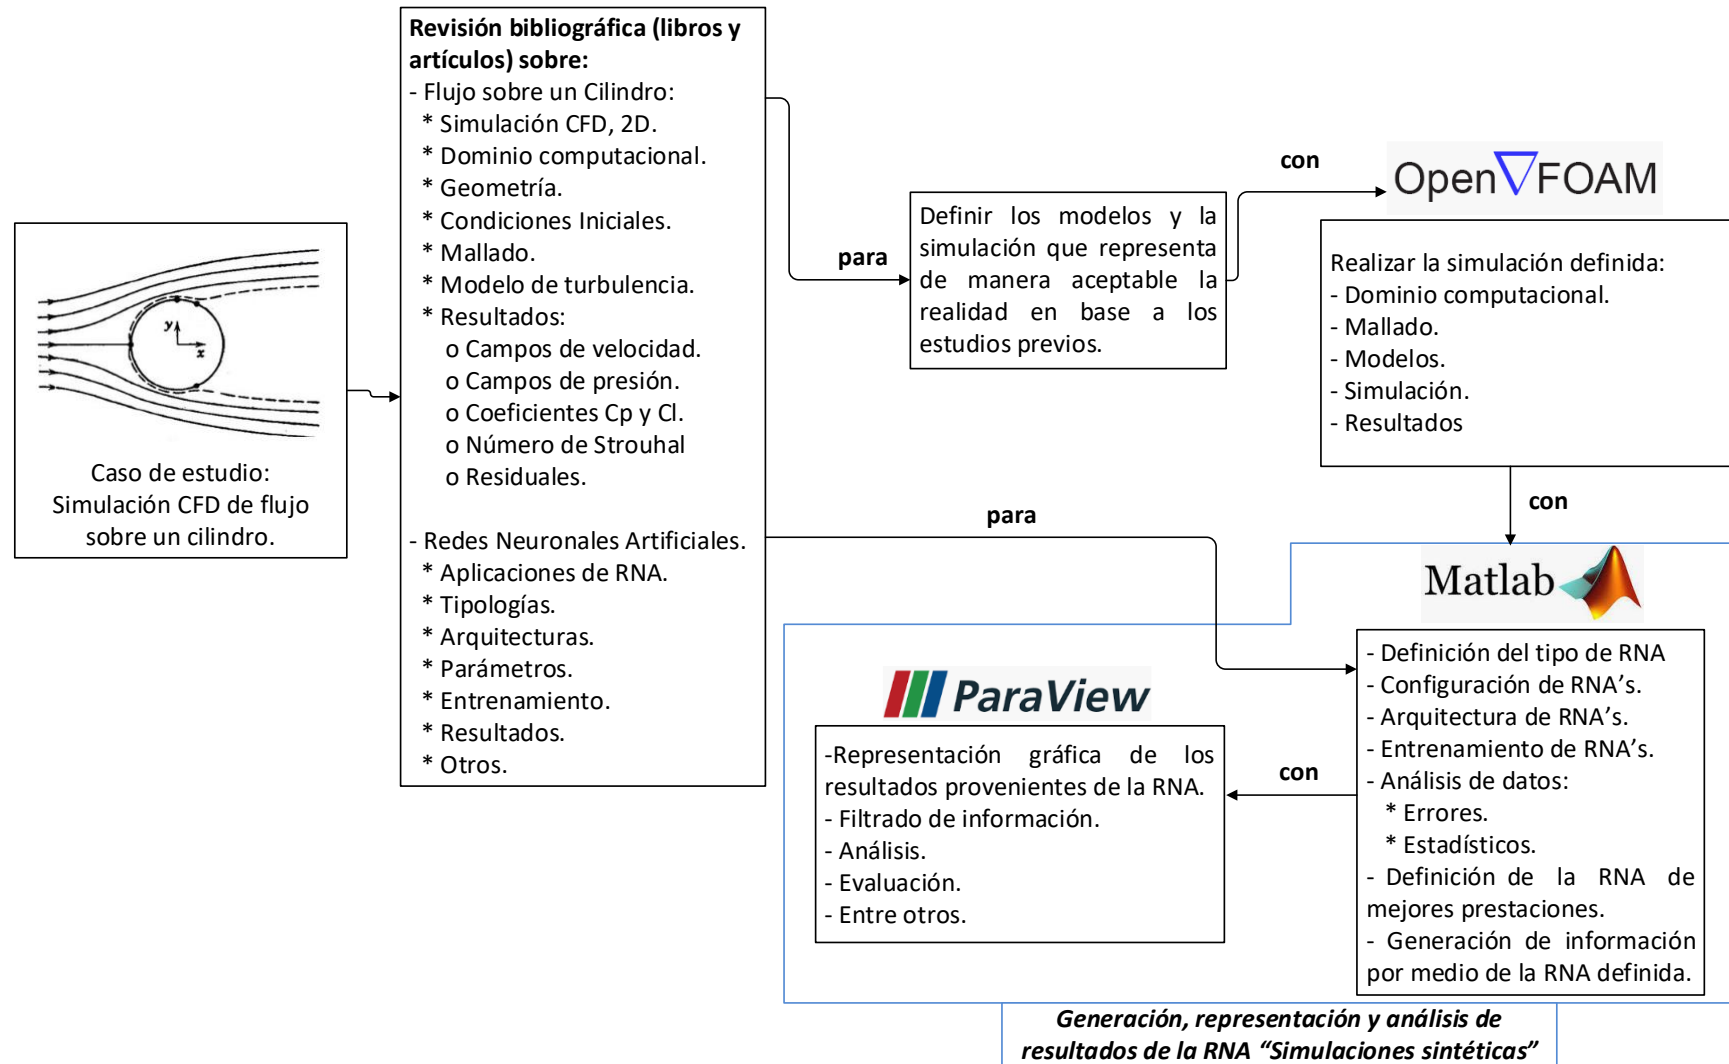 y
x
Caso de estudio:
Simulación CFD de flujo
sobre un cilindro.
Revisión bibliográfica (libros y
artículos) sobre:
- Flujo sobre un Cilindro:
* Simulación CFD, 2D.
* Dominio computacional.
* Geometría.
* Condiciones Iniciales.
* Mallado.
* Modelo de turbulencia.
* Resultados:
o Campos de velocidad.
o Campos de presión.
o Coeficientes Cp y Cl.
o Número de Strouhal
o Residuales.
- Redes Neuronales Artificiales.
* Aplicaciones de RNA.
* Tipologías.
* Arquitecturas.
* Parámetros.
* Entrenamiento.
* Resultados.
* Otros.
para
Definir los modelos y la
simulación que representa
de manera aceptable la
realidad en base a los
estudios previos.
con
Open∇FOAM
Realizar la simulación definida:
- Dominio computacional.
- Mallado.
- Modelos.
- Simulación.
- Resultados
con
para
Matlab
- Definición del tipo de RNA
- Configuración de RNA’s.
- Arquitectura de RNA’s.
- Entrenamiento de RNA’s.
- Análisis de datos:
* Errores.
* Estadísticos.
- Definición de la RNA de
mejores prestaciones.
- Generación de información
por medio de la RNA definida.
con
ParaView
-Representación gráfica de los
resultados provenientes de la RNA.
- Filtrado de información.
- Análisis.
- Evaluación.
- Entre otros.
Generación, representación y análisis de
resultados de la RNA “Simulaciones sintéticas”